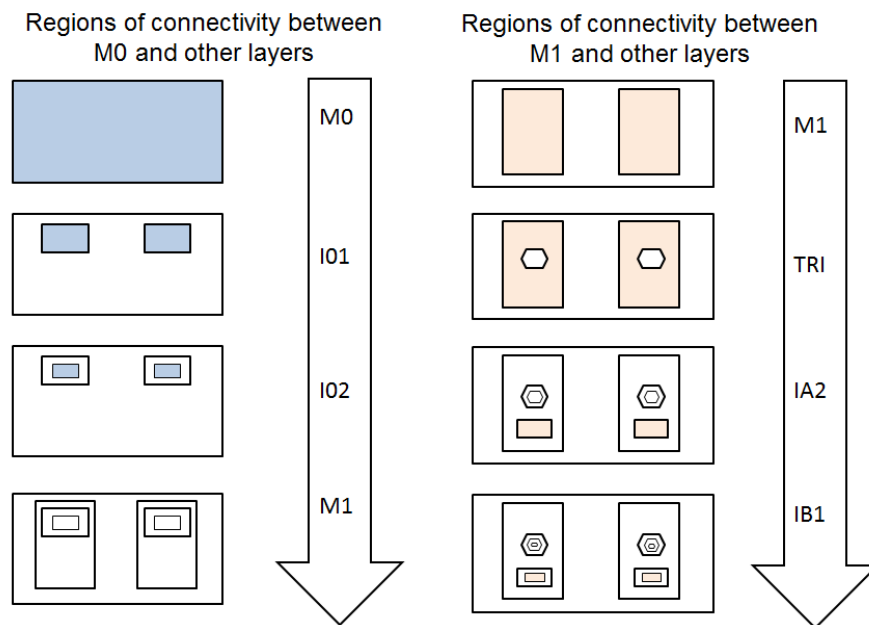 Regions of connectivity between
M0 and other layers
M0
I01
I02
M1
Regions of connectivity between
M1 and other layers
M1
TRI
IA2
IB1